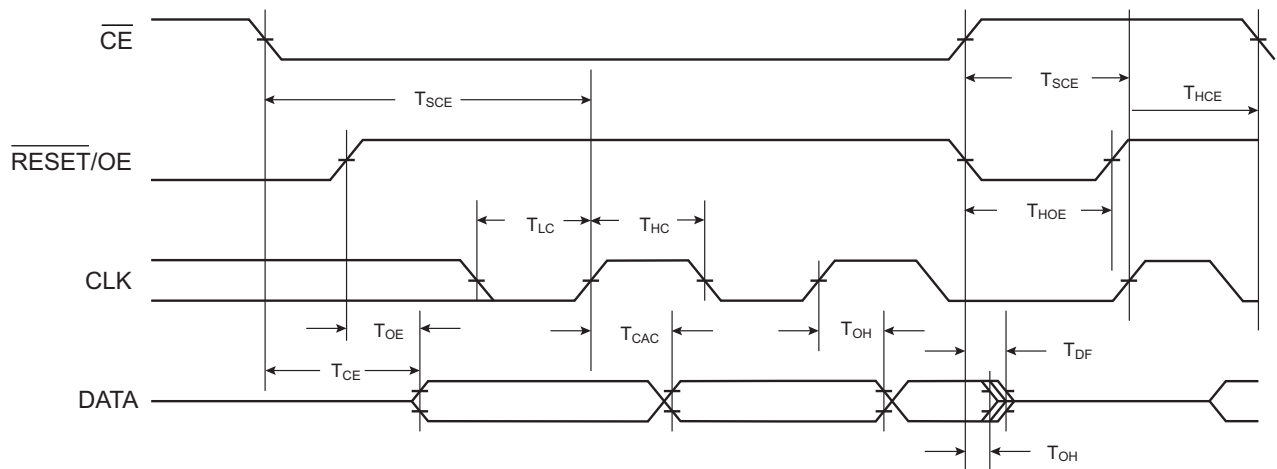 CE
T_SCE
T_SCE
T_HCE
RESET/OE
T_LC
T_HC
T_HOE
CLK
T_OE
T_CAC
T_OH
T_DF
T_CE
DATA
T_OH